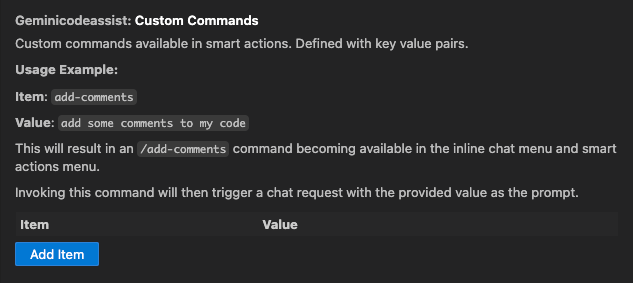 Geminicodeassist: Custom Commands
Custom commands available in smart actions. Defined with key value pairs.
Usage Example:
Item: add-comments
Value: add some comments to my code
This will result in an /add-comments command becoming available in the inline chat menu and smart
actions menu.
Invoking this command will then trigger a chat request with the provided value as the prompt.
Item Value
Add Item